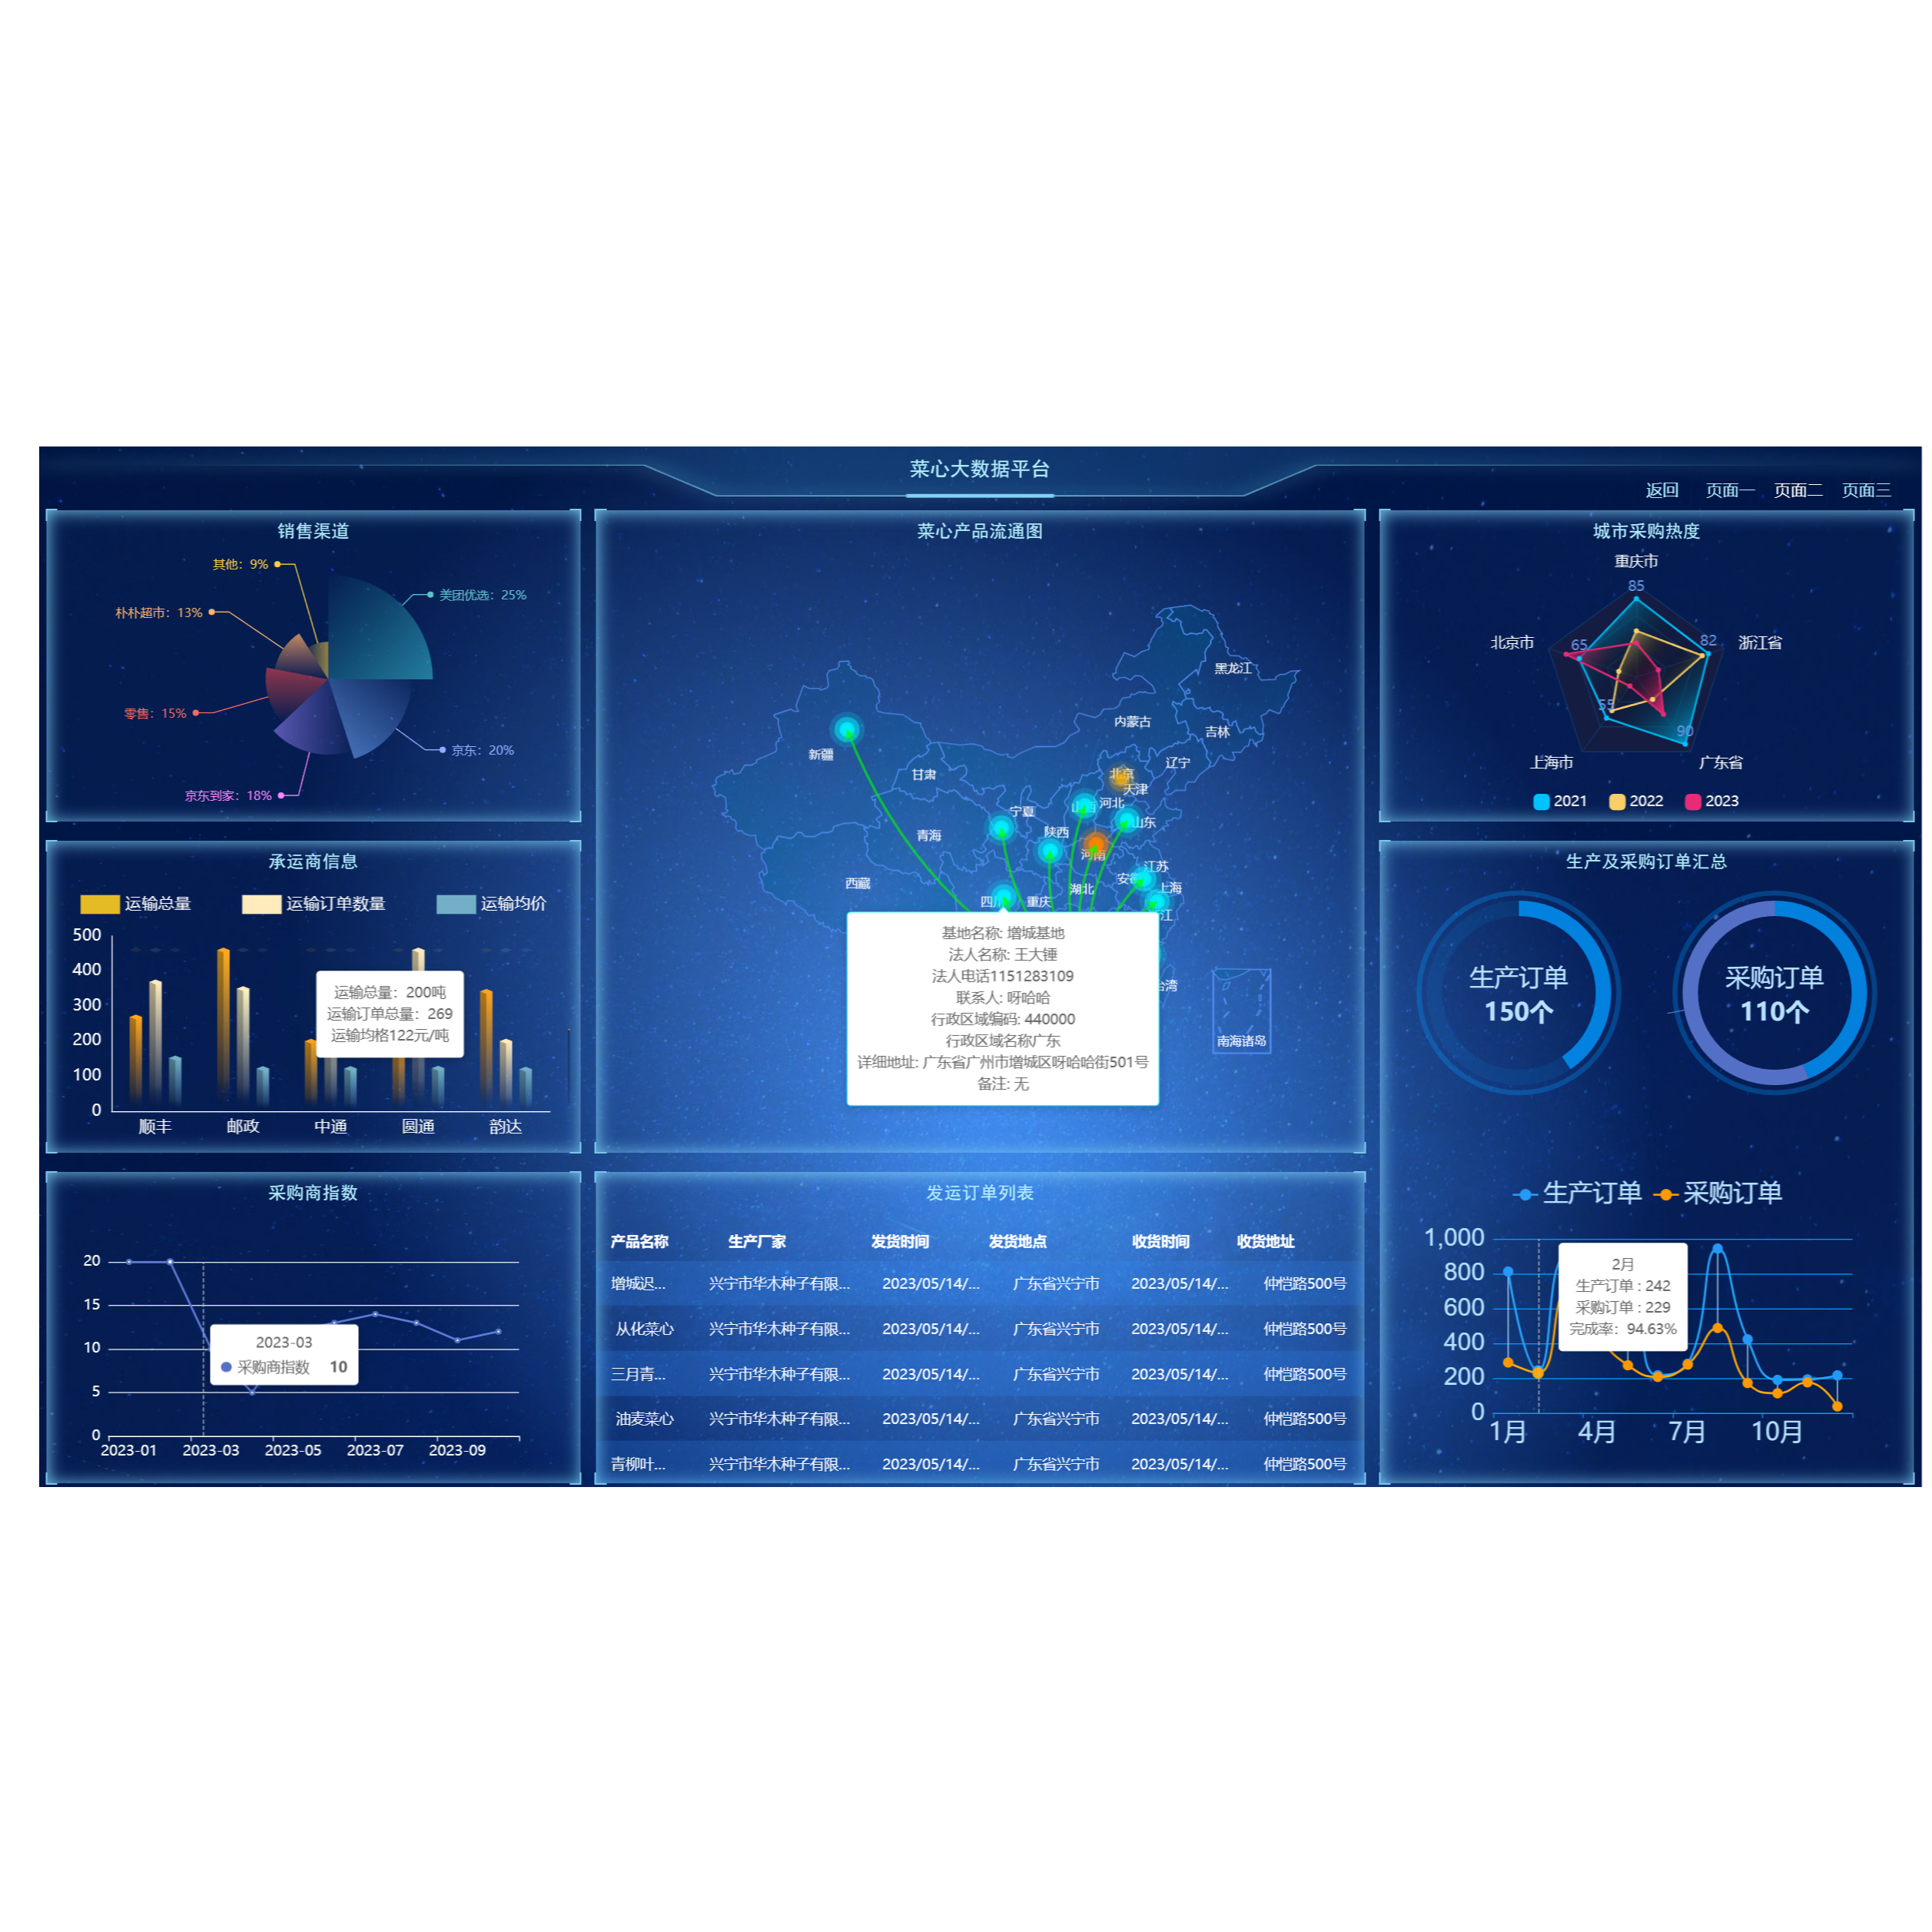 菜心大数据平台
返回 页面一 页面二 页面三
销售渠道
其他：9%
美团优选：25%
朴朴超市：13%
零售：15%
京东：20%
京东到家：18%
承运商信息
运输总量 运输订单数量 运输均价
500
400
300
200
100
0
运输总量：200吨
运输订单总量：269
运输均格122元/吨
顺丰 邮政 中通 圆通 韵达
采购商指数
20
15
10
5
0
2023-03
采购商指数 10
2023-01 2023-03 2023-05 2023-07 2023-09
菜心产品流通图
黑龙江
内蒙古
吉林
新疆
辽宁
甘肃
北京
天津
河北
宁夏
山东
陕西
青海
河南
江苏
西藏
湖北
上海
重庆
江
南海诸岛
基地名称: 增城基地
法人名称: 王大锤
法人电话1151283109
联系人: 呀哈哈
行政区域编码: 440000
行政区域名称广东
详细地址: 广东省广州市增城区呀哈哈街501号
备注: 无
发运订单列表
产品名称 生产厂家 发货时间 发货地点 收货时间 收货地址
增城迟... 兴宁市华木种子有限... 2023/05/14/... 广东省兴宁市 2023/05/14/... 仲恺路500号
从化菜心 兴宁市华木种子有限... 2023/05/14/... 广东省兴宁市 2023/05/14/... 仲恺路500号
三月青... 兴宁市华木种子有限... 2023/05/14/... 广东省兴宁市 2023/05/14/... 仲恺路500号
油麦菜心 兴宁市华木种子有限... 2023/05/14/... 广东省兴宁市 2023/05/14/... 仲恺路500号
青柳叶... 兴宁市华木种子有限... 2023/05/14/... 广东省兴宁市 2023/05/14/... 仲恺路500号
城市采购热度
重庆市
85
北京市 65 82 浙江省
55
90
上海市 广东省
2021 2022 2023
生产及采购订单汇总
生产订单
150个
采购订单
110个
生产订单 采购订单
1,000
800
600
400
200
0
2月
生产订单 : 242
采购订单 : 229
完成率：94.63%
1月 4月 7月 10月